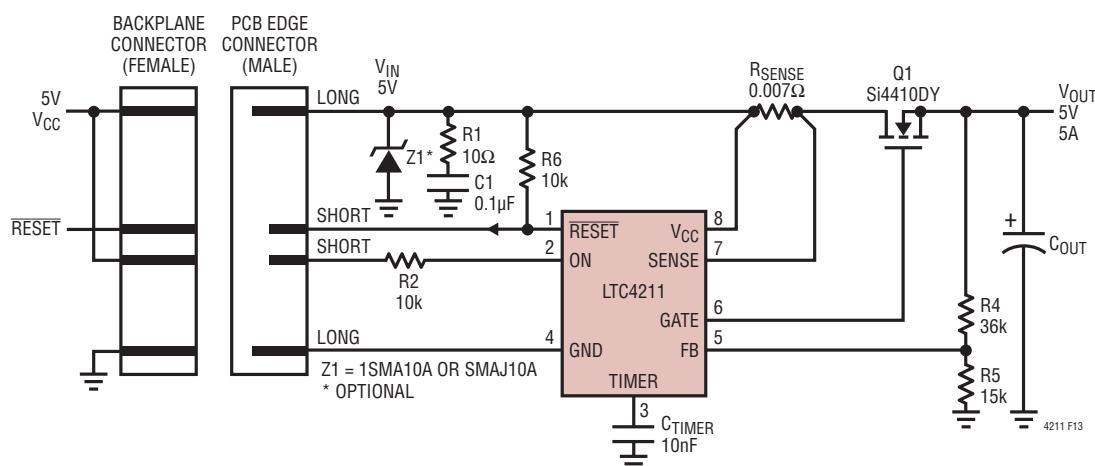 BACKPLANE
CONNECTOR
(FEMALE)
PCB EDGE
CONNECTOR
(MALE)
5V
VCC
LONG
VIN
5V
Z1*
R1
10Ω
C1
0.1µF
R6
10k
RSENSE
0.007Ω
Q1
Si4410DY
VOUT
5V
5A
RESET
SHORT
SHORT
R2
10k
LONG
1
RESET
2
ON
4
GND
LTC4211
VCC
8
SENSE
7
GATE
6
FB
5
TIMER
3
CTIMER
10nF
R4
36k
R5
15k
+
COUT
Z1 = 1SMA10A OR SMAJ10A
* OPTIONAL
4211 F13